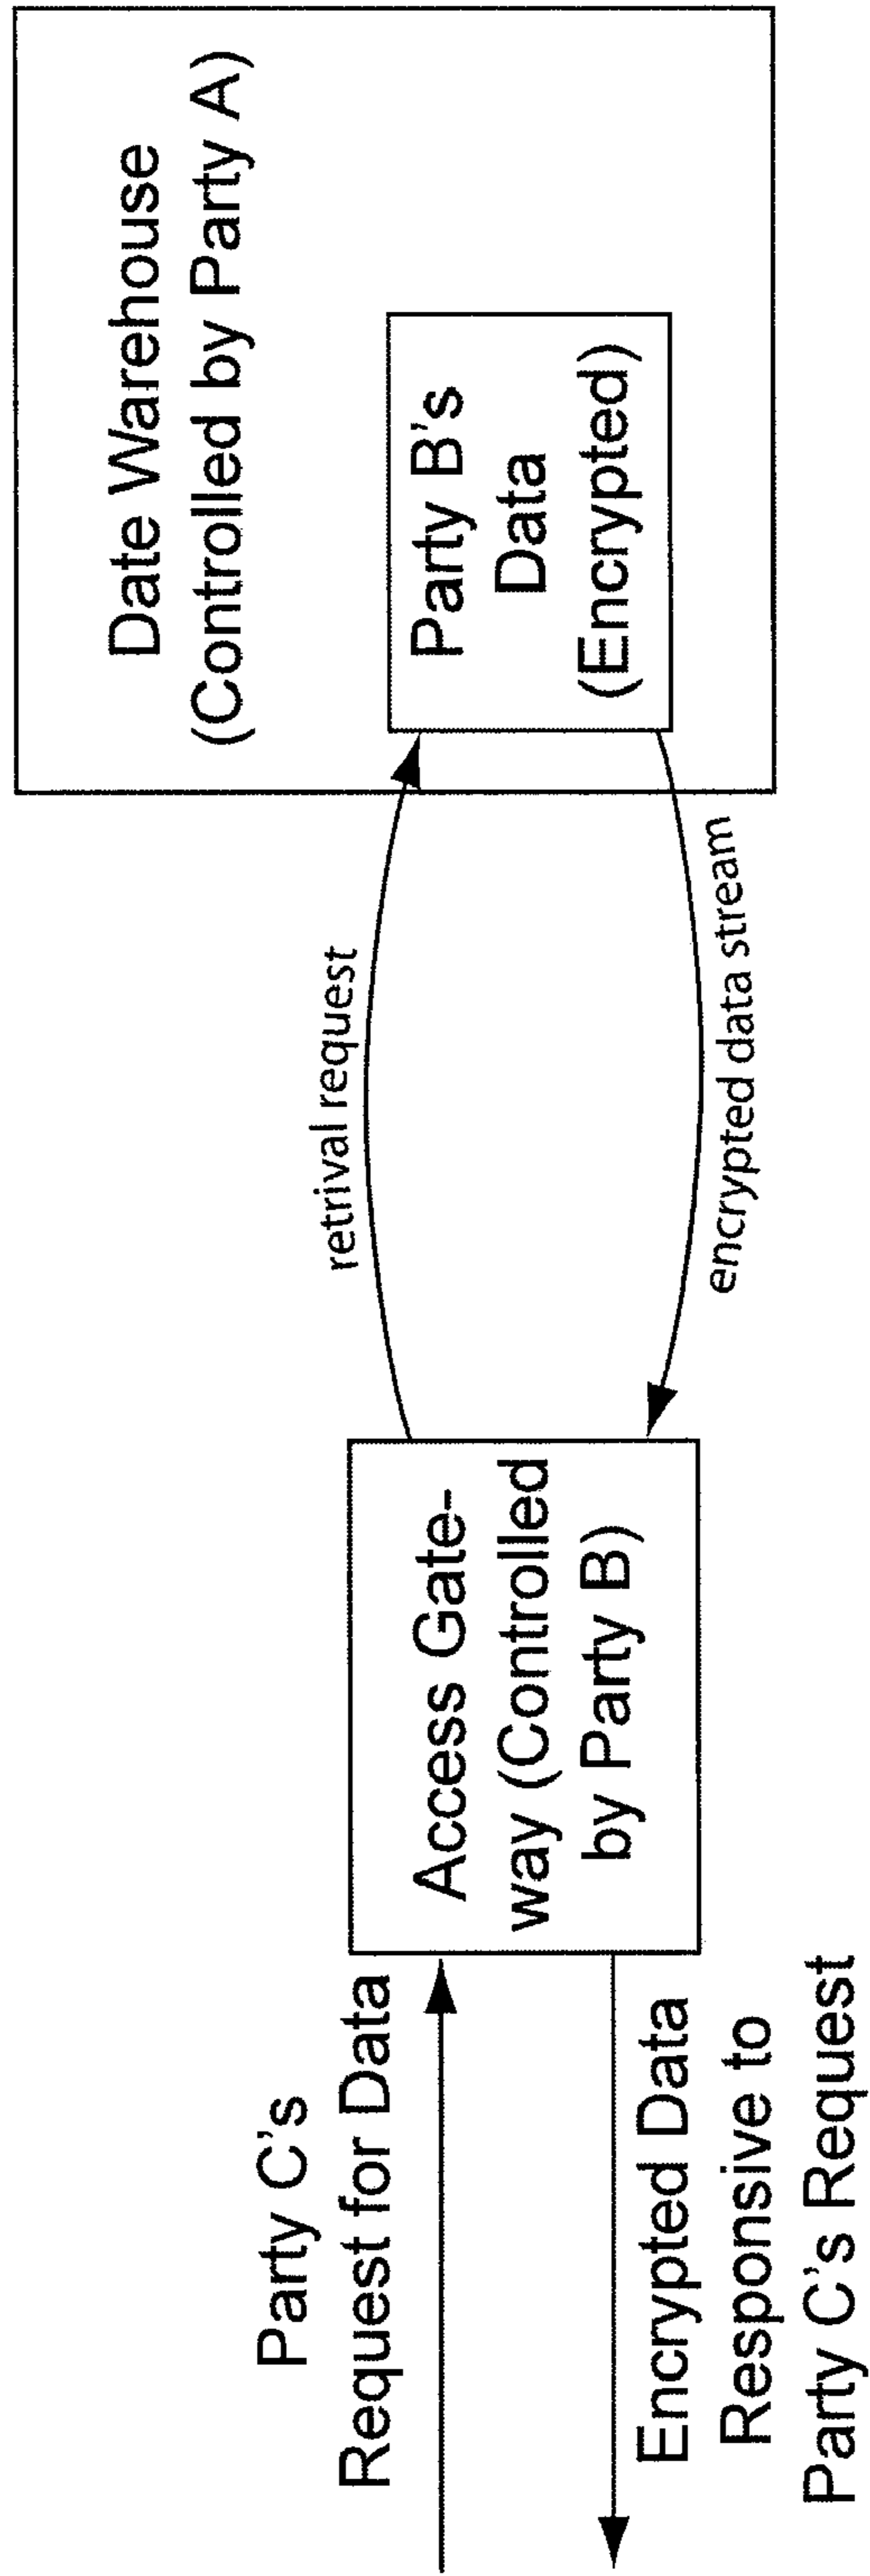 Party C's
Request for Data
Encrypted Data
Responsive to
Party C's Request
Access Gate-
way (Controlled
by Party B)
retrival request
encrypted data stream
Date Warehouse
(Controlled by Party A)
Party B's
Data
(Encrypted)